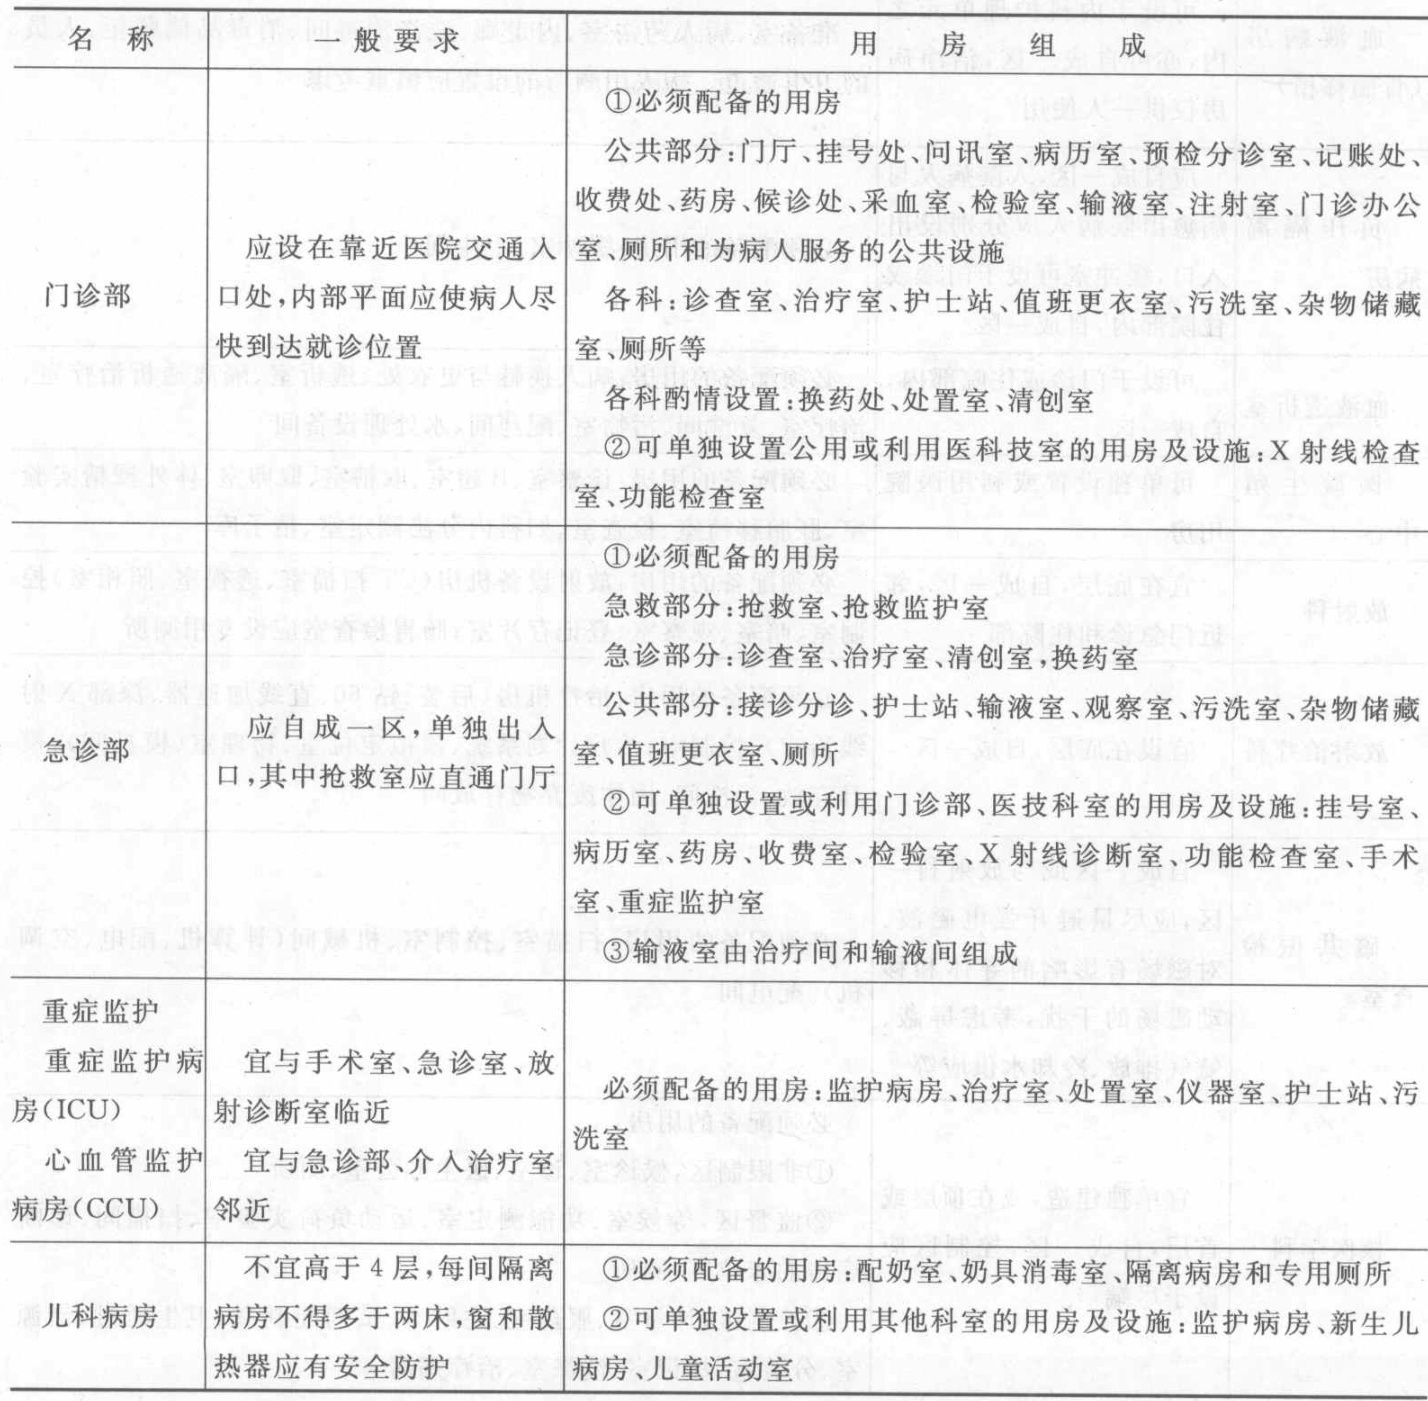 名 称 一 般 要 求 用 房 组 成
门诊部
应设在靠近医院交通入
口处,内部平面应使病人尽
快到达就诊位置
①必须配备的用房
公共部分:门厅、挂号处、问讯室、病历室、预检分诊室、记账处、
收费处、药房、候诊处、采血室、检验室、输液室、注射室、门诊办公
室、厕所和为病人服务的公共设施
各科:诊查室、治疗室、护士站、值班更衣室、污洗室、杂物储藏
室、厕所等
各科酌情设置:换药处、处置室、清创室
②可单独设置公用或利用医科技室的用房及设施:X 射线检查
室、功能检查室
急诊部
应自成一区,单独出入
口,其中抢救室应直通门厅
①必须配备的用房
急救部分:抢救室、抢救监护室
急诊部分:诊查室、治疗室、清创室,换药室
公共部分:接诊分诊、护士站、输液室、观察室、污洗室、杂物储藏
室、值班更衣室、厕所
②可单独设置或利用门诊部、医技科室的用房及设施:挂号室、
病历室、药房、收费室、检验室、X 射线诊断室、功能检查室、手术
室、重症监护室
③输液室由治疗间和输液间组成
重症监护
重症监护病
房(ICU)
心血管监护
病房(CCU)
宜与手术室、急诊室、放
射诊断室临近
宜与急诊部、介入治疗室
邻近
必须配备的用房:监护病房、治疗室、处置室、仪器室、护士站、污
洗室
儿科病房
不宜高于 4 层,每间隔离
病房不得多于两床,窗和散
热器应有安全防护
①必须配备的用房:配奶室、奶具消毒室、隔离病房和专用厕所
②可单独设置或利用其他科室的用房及设施:监护病房、新生儿
病房、儿童活动室